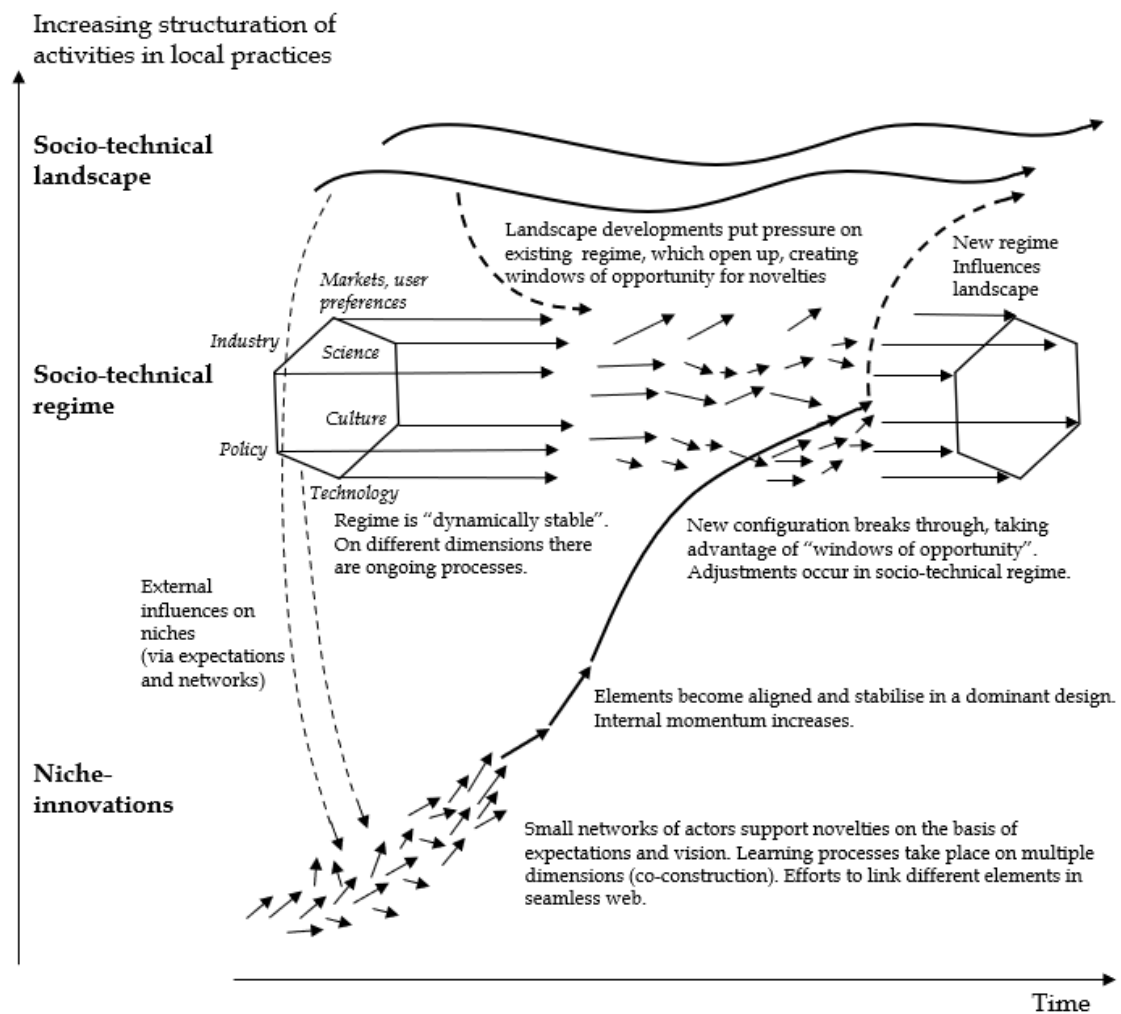 Increasing structuration of
activities in local practices
Socio-technical
landscape
Landscape developments put pressure on
existing regime, which open up, creating
windows of opportunity for novelties
New regime
Influences
landscape
Markets, user
preferences
Industry
Science
Socio-technical
regime
Culture
Policy
Technology
Regime is “dynamically stable”.
On different dimensions there
are ongoing processes.
New configuration breaks through, taking
advantage of “windows of opportunity”.
Adjustments occur in socio-technical regime.
External
influences on
niches
(via expectations
and networks)
Elements become aligned and stabilise in a dominant design.
Internal momentum increases.
Niche-
innovations
Small networks of actors support novelties on the basis of
expectations and vision. Learning processes take place on multiple
dimensions (co-construction). Efforts to link different elements in
seamless web.
Time